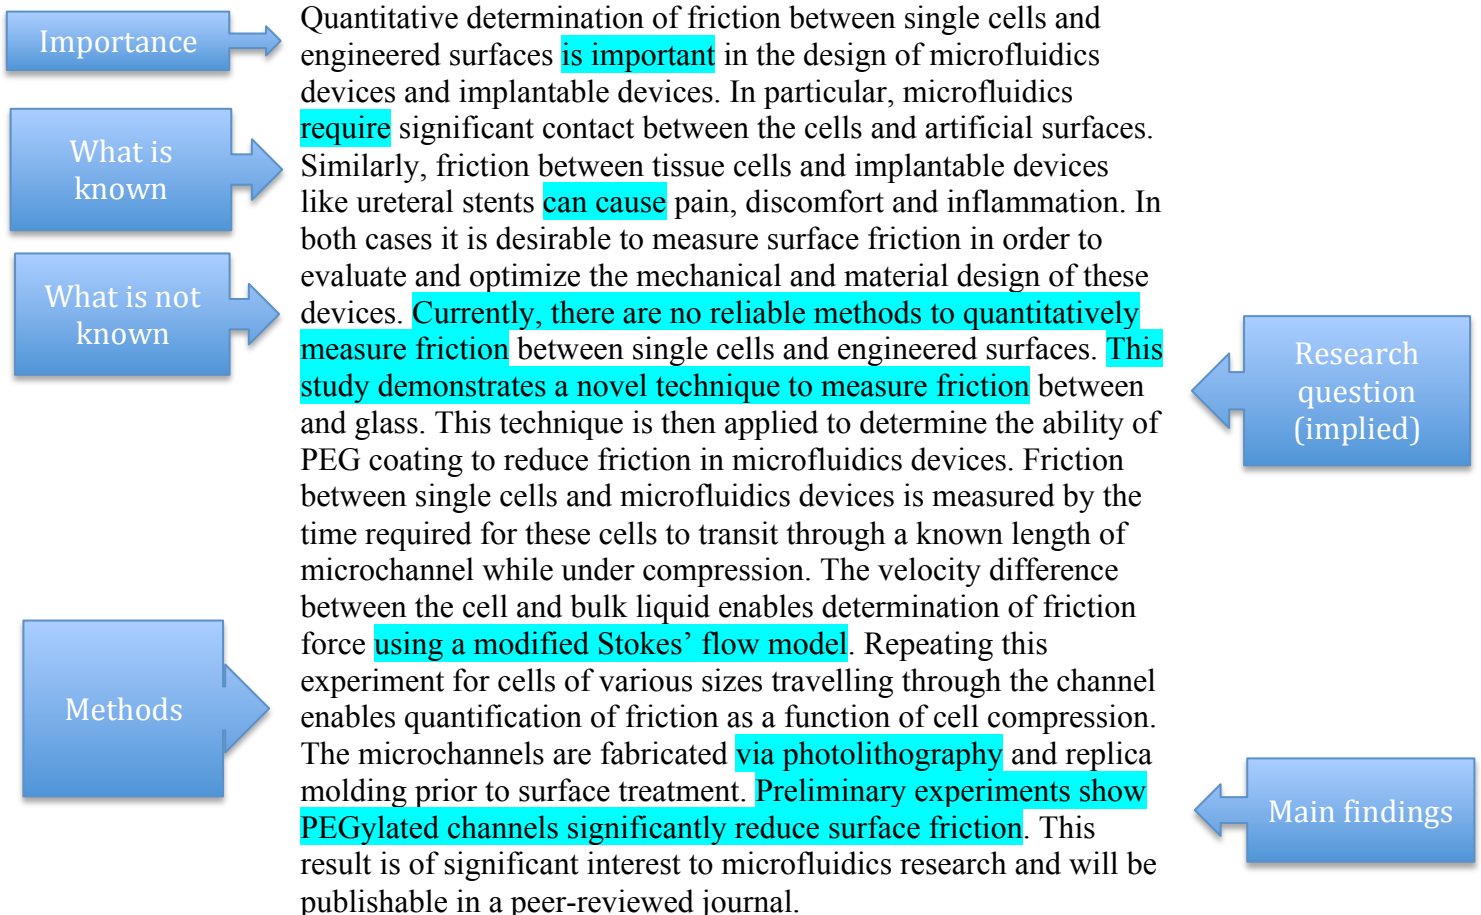 Importance
What is
known
What is not
known
Methods
Quantitative determination of friction between single cells and
engineered surfaces is important in the design of microfluidics
devices and implantable devices. In particular, microfluidics
require significant contact between the cells and artificial surfaces.
Similarly, friction between tissue cells and implantable devices
like ureteral stents can cause pain, discomfort and inflammation. In
both cases it is desirable to measure surface friction in order to
evaluate and optimize the mechanical and material design of these
devices. Currently, there are no reliable methods to quantitatively
measure friction between single cells and engineered surfaces. This
study demonstrates a novel technique to measure friction between
and glass. This technique is then applied to determine the ability of
PEG coating to reduce friction in microfluidics devices. Friction
between single cells and microfluidics devices is measured by the
time required for these cells to transit through a known length of
microchannel while under compression. The velocity difference
between the cell and bulk liquid enables determination of friction
force using a modified Stokes’ flow model. Repeating this
experiment for cells of various sizes travelling through the channel
enables quantification of friction as a function of cell compression.
The microchannels are fabricated via photolithography and replica
molding prior to surface treatment. Preliminary experiments show
PEGylated channels significantly reduce surface friction. This
result is of significant interest to microfluidics research and will be
publishable in a peer-reviewed journal.
Research
question
(implied)
Main findings